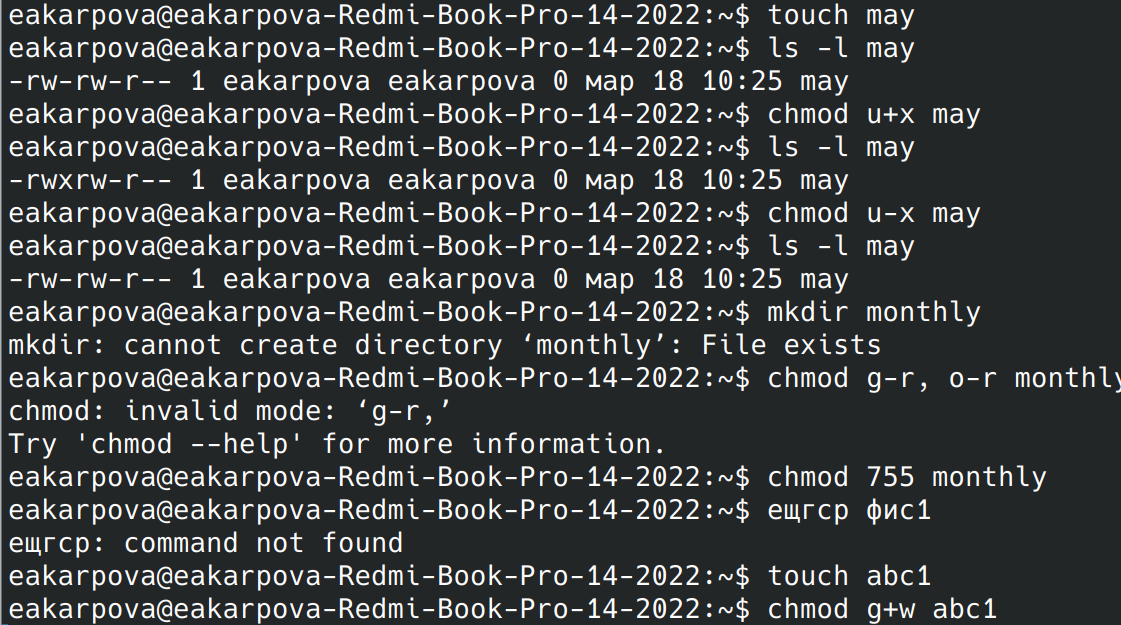 eakarpova@eakarpova-Redmi-Book-Pro-14-2022:~$ touch may
eakarpova@eakarpova-Redmi-Book-Pro-14-2022:~$ ls -l may
-rw-rw-r-- 1 eakarpova eakarpova 0 мар 18 10:25 may
eakarpova@eakarpova-Redmi-Book-Pro-14-2022:~$ chmod u+x may
eakarpova@eakarpova-Redmi-Book-Pro-14-2022:~$ ls -l may
-rwxrw-r-- 1 eakarpova eakarpova 0 мар 18 10:25 may
eakarpova@eakarpova-Redmi-Book-Pro-14-2022:~$ chmod u-x may
eakarpova@eakarpova-Redmi-Book-Pro-14-2022:~$ ls -l may
-rw-rw-r-- 1 eakarpova eakarpova 0 мар 18 10:25 may
eakarpova@eakarpova-Redmi-Book-Pro-14-2022:~$ mkdir monthly
mkdir: cannot create directory ‘monthly’: File exists
eakarpova@eakarpova-Redmi-Book-Pro-14-2022:~$ chmod g-r, o-r monthly
chmod: invalid mode: ‘g-r,’
Try 'chmod --help' for more information.
eakarpova@eakarpova-Redmi-Book-Pro-14-2022:~$ chmod 755 monthly
eakarpova@eakarpova-Redmi-Book-Pro-14-2022:~$ ещгср фис1
ещгср: command not found
eakarpova@eakarpova-Redmi-Book-Pro-14-2022:~$ touch abc1
eakarpova@eakarpova-Redmi-Book-Pro-14-2022:~$ chmod g+w abc1